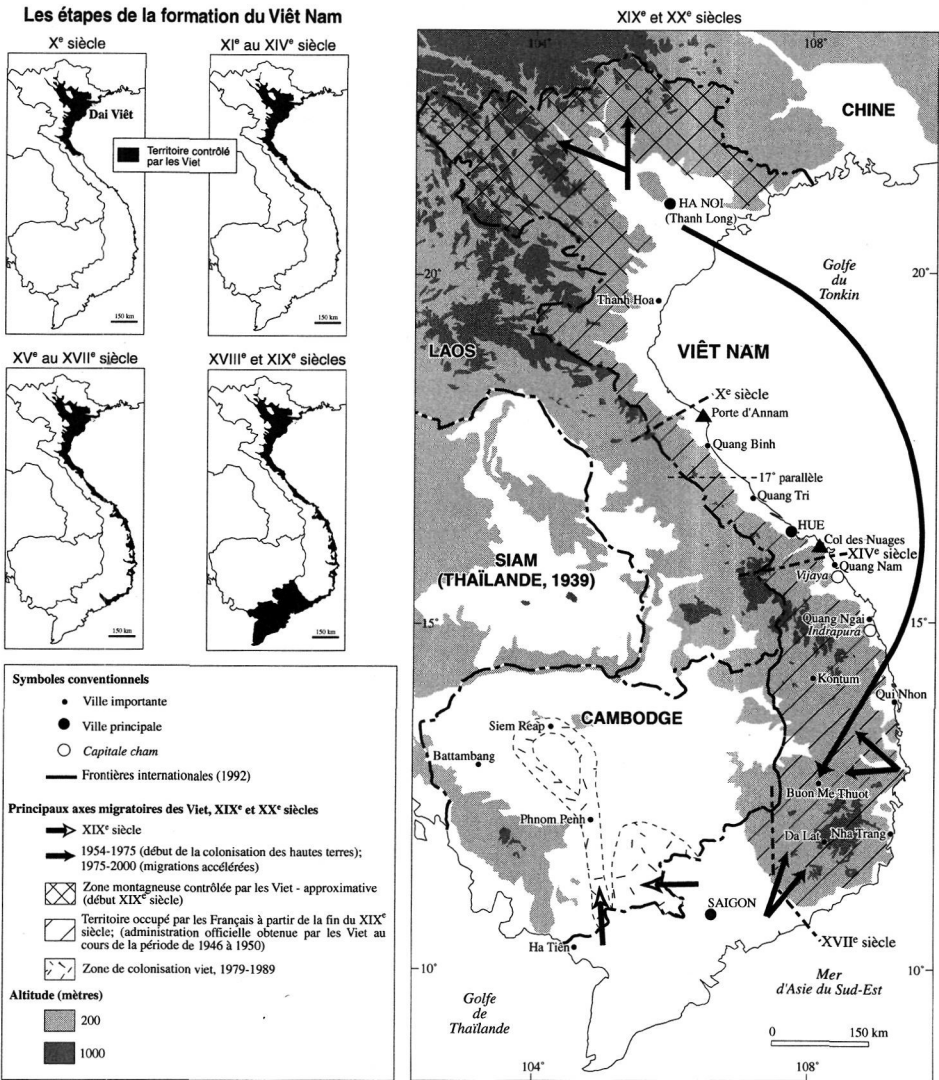 Les étapes de la formation du Viêt Nam
Xe siècle
Dai Viêt
XIe au XIVe siècle
Territoire contrôlé
par les Viet
150 km
150 km
XVe au XVIIe siècle
XVIIIe et XIXe siècles
150 km
150 km
Symboles conventionnels
Ville importante
Ville principale
Capitale cham
Frontières internationales (1992)
Principaux axes migratoires des Viet, XIXe et XXe siècles
XIXe siècle
1954-1975 (début de la colonisation des hautes terres);
1975-2000 (migrations accélérées)
Zone montagneuse contrôlée par les Viet - approximative
(début XIXe siècle)
Territoire occupé par les Français à partir de la fin du XIXe
siècle; (administration officielle obtenue par les Viet au
cours de la période de 1946 à 1950)
Zone de colonisation viet, 1979-1989
Altitude (mètres)
200
1000
XIXe et XXe siècles
104°
108°
CHINE
HA NOI
(Thanh Long)
20°
Golfe
du
Tonkin
20°
Thanh Hoa
LAOS
VIÊT NAM
Xe siècle
Porte d'Annam
Quang Binh
17° parallèle
Quang Tri
HUE
Col des Nuages
XIVe siècle
Quang Nam
Vijaya
SIAM
(THAÏLANDE, 1939)
15°
Quang Ngai
Indrapura
15°
Kontum
Qui Nhon
CAMBODGE
Siem Reap
Battambang
Buon Me Thuot
Phnom Penh
Da Lat
Nha Trang
SAIGON
XVIIe siècle
Ha Tiên
10°
10°
Mer
d'Asie du Sud-Est
Golfe
de
Thaïlande
0
150 km
104°
108°